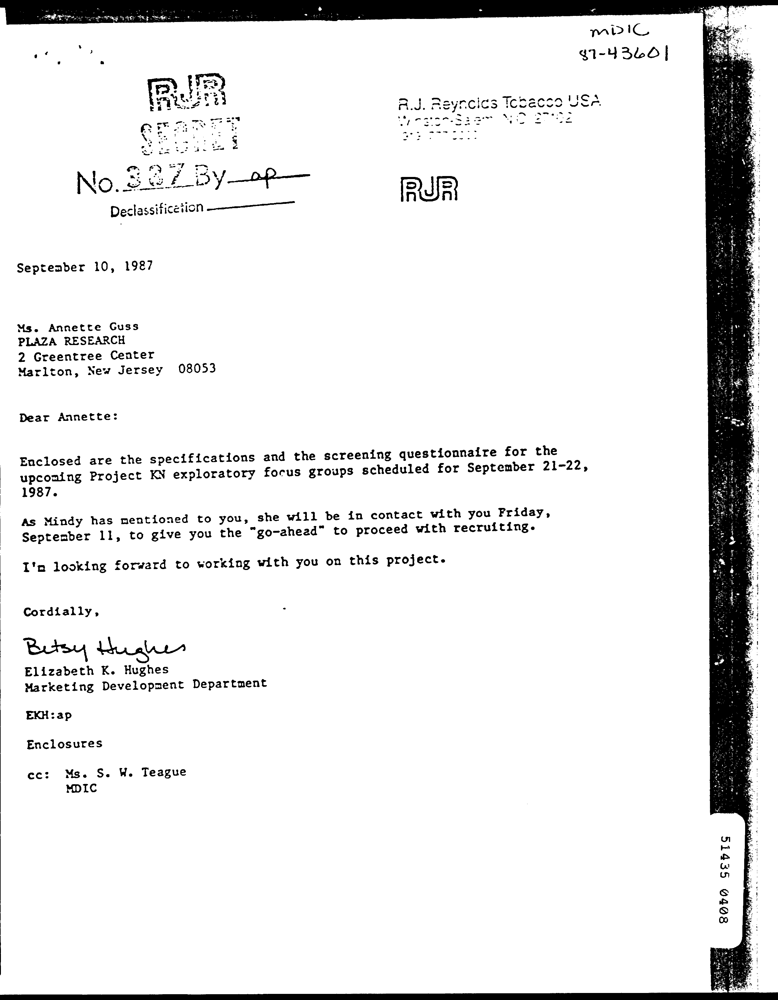 MDIC
87-43601
RJR
SECRET
No. 337 By ap
Declassification
R.J. Reynolds Tobacco USA
Winston-Salem N.C. 27102
RJR
September 10, 1987
Ms. Annette Guss
PLAZA RESEARCH
2 Greentree Center
Marlton, New Jersey 08053
Dear Annette:
Enclosed are the specifications and the screening questionnaire for the
upcoming Project KN exploratory focus groups scheduled for September 21-22,
1987.
As Mindy has mentioned to you, she will be in contact with you Friday,
September 11, to give you the "go-ahead" to proceed with recruiting.
I'm looking forward to working with you on this project.
Cordially,
Betsy Hughes
Elizabeth K. Hughes
Marketing Development Department
EKH:ap
Enclosures
cc: Ms. S. W. Teague
MDIC
51435 0408